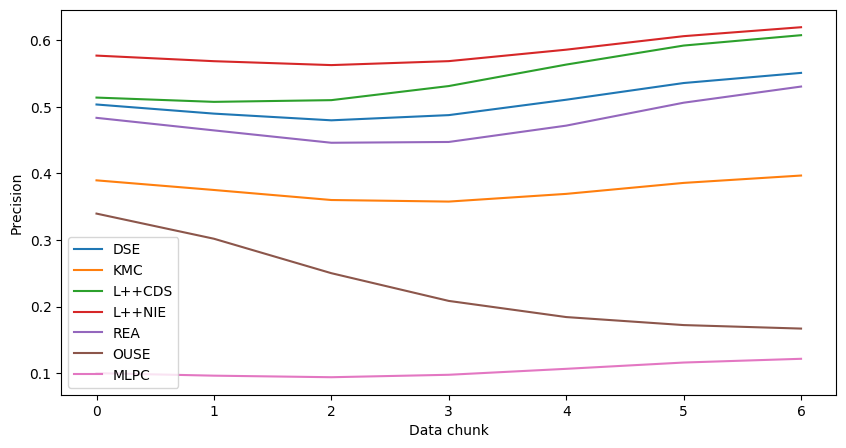 0.6
0.5
0.4
0.3
0.2
0.1
Precision
DSE
KMC
L++CDS
L++NIE
REA
OUSE
MLPC
0 1 2 3 4 5 6
Data chunk